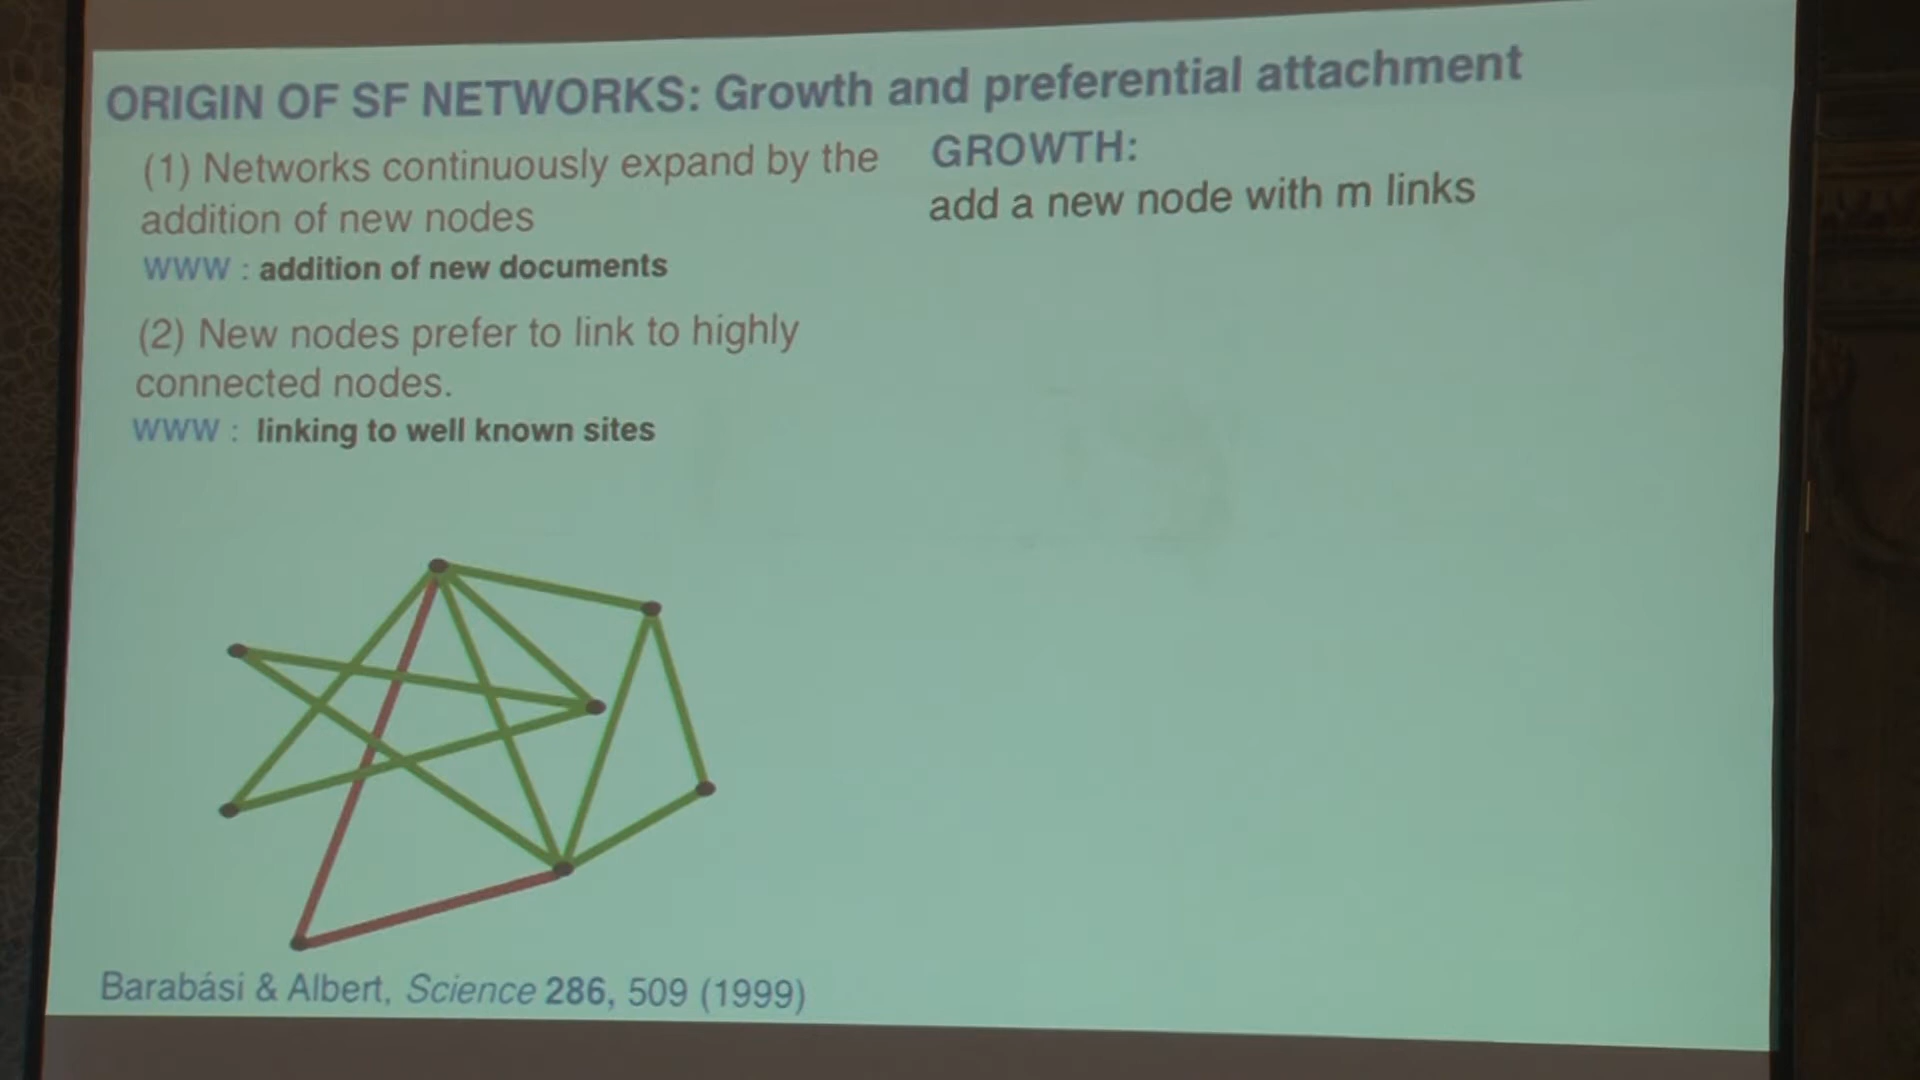 ORIGIN OF SF NETWORKS: Growth and preferential attachment
(1) Networks continuously expand by the
addition of new nodes
WWW : addition of new documents
(2) New nodes prefer to link to highly
connected nodes.
WWW : linking to well known sites
GROWTH:
add a new node with m links
Barabási & Albert, Science 286, 509 (1999)